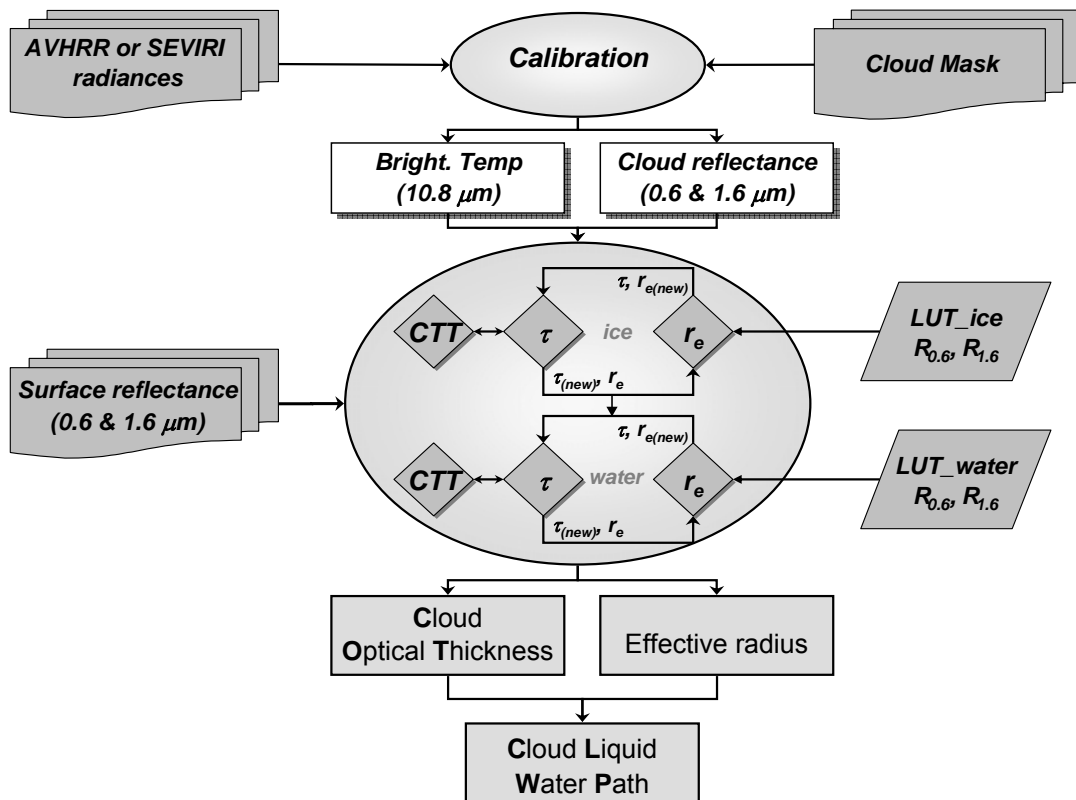 AVHRR or SEVIRI
radiances
Calibration
Cloud Mask
Bright. Temp
(10.8 μm)
Cloud reflectance
(0.6 & 1.6 μm)
τ, re(new)
CTT
τ
ice
re
τ(new), re
LUT_ice
R0.6, R1.6
Surface reflectance
(0.6 & 1.6 μm)
τ, re(new)
CTT
τ
water
re
τ(new), re
LUT_water
R0.6, R1.6
Cloud
Optical Thickness
Effective radius
Cloud Liquid
Water Path